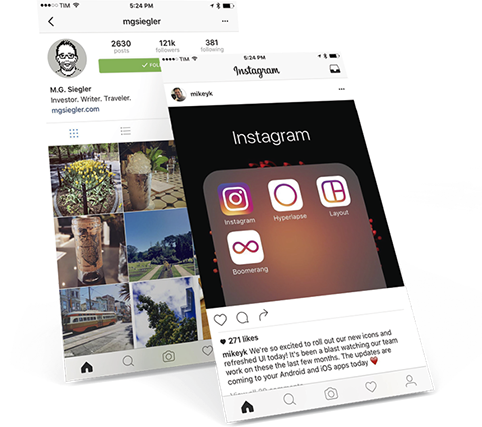 TIM 5:24 PM
mgsiegler
2630 121k 381
posts followers following
FOLL
M.G. Siegler
Investor. Writer. Traveler.
mgsiegler.com
TIM 5:24 PM
Instagram
mikeyk
Instagram
Instagram Hyperlapse Layout
Boomerang
271 likes
mikeyk We're so excited to roll out our new icons and
refreshed UI today! It's been a blast watching our team
work on these the last few months. The updates are
coming to your Android and iOS apps today ❤️